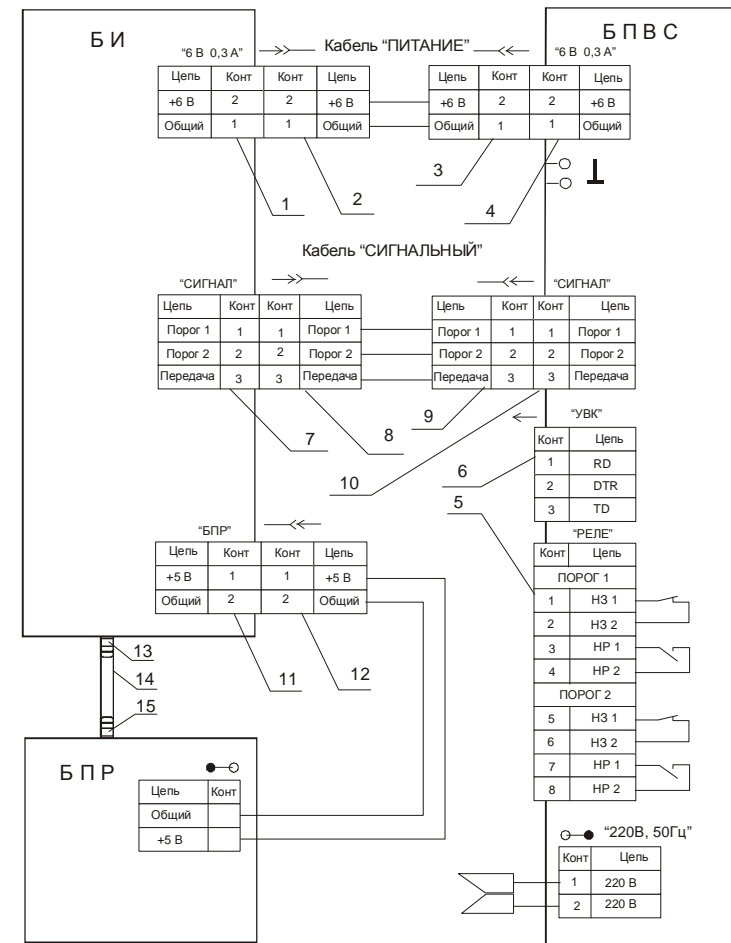 Б И
Б П В С
“6 В 0,3 А”
Кабель “ПИТАНИЕ”
“6 В 0,3 А”
Цепь Конт Конт Цепь
+6 В 2 2 +6 В
Общий 1 1 Общий
Цепь Конт Конт Цепь
+6 В 2 2 +6 В
Общий 1 1 Общий
1
2
3
4
Кабель “СИГНАЛЬНЫЙ”
“СИГНАЛ”
“СИГНАЛ”
Цепь Конт Конт Цепь
Порог 1 1 1 Порог 1
Порог 2 2 2 Порог 2
Передача 3 3 Передача
Цепь Конт Конт Цепь
Порог 1 1 1 Порог 1
Порог 2 2 2 Порог 2
Передача 3 3 Передача
7
8
9
10
“УВК”
Конт Цепь
1 RD
2 DTR
3 TD
6
5
“РЕЛЕ”
Конт Цепь
ПОРОГ 1
1 НЗ 1
2 НЗ 2
3 НР 1
4 НР 2
ПОРОГ 2
5 НЗ 1
6 НЗ 2
7 НР 1
8 НР 2
“БПР”
Цепь Конт Конт Цепь
+5 В 1 1 +5 В
Общий 2 2 Общий
11
12
13
14
15
Б П Р
Цепь Конт
Общий
+5 В
“220В, 50Гц”
Конт Цепь
1 220 В
2 220 В